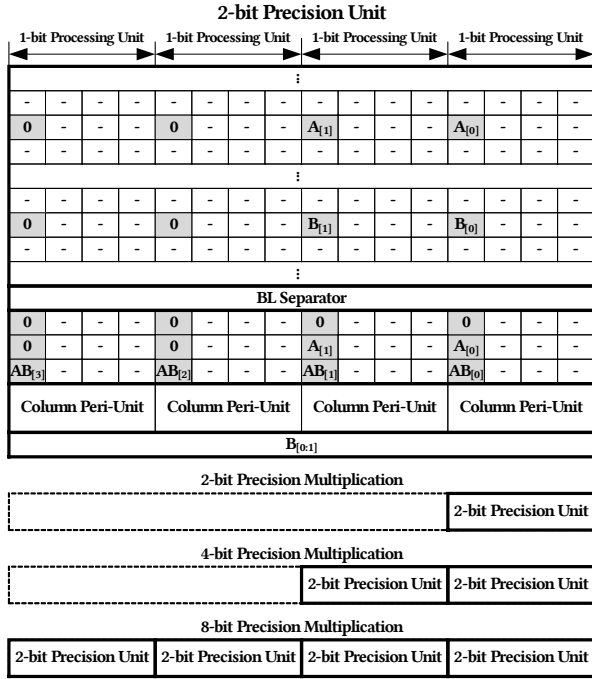 2-bit Precision Unit
1-bit Processing Unit 1-bit Processing Unit 1-bit Processing Unit 1-bit Processing Unit
⋮
- - - - - - - - - - - - - - - -
0 - - - 0 - - - A[1] - - - A[0] - - -
- - - - - - - - - - - - - - - -
⋮
- - - - - - - - - - - - - - - -
0 - - - 0 - - - B[1] - - - B[0] - - -
- - - - - - - - - - - - - - - -
⋮
BL Separator
0 - - - 0 - - - 0 - - - 0 - - -
0 - - - 0 - - - A[1] - - - A[0] - - -
AB[3] - - - AB[2] - - - AB[1] - - - AB[0] - - -
Column Peri-Unit Column Peri-Unit Column Peri-Unit Column Peri-Unit
B[0:1]
2-bit Precision Multiplication
2-bit Precision Unit
4-bit Precision Multiplication
2-bit Precision Unit 2-bit Precision Unit
8-bit Precision Multiplication
2-bit Precision Unit 2-bit Precision Unit 2-bit Precision Unit 2-bit Precision Unit